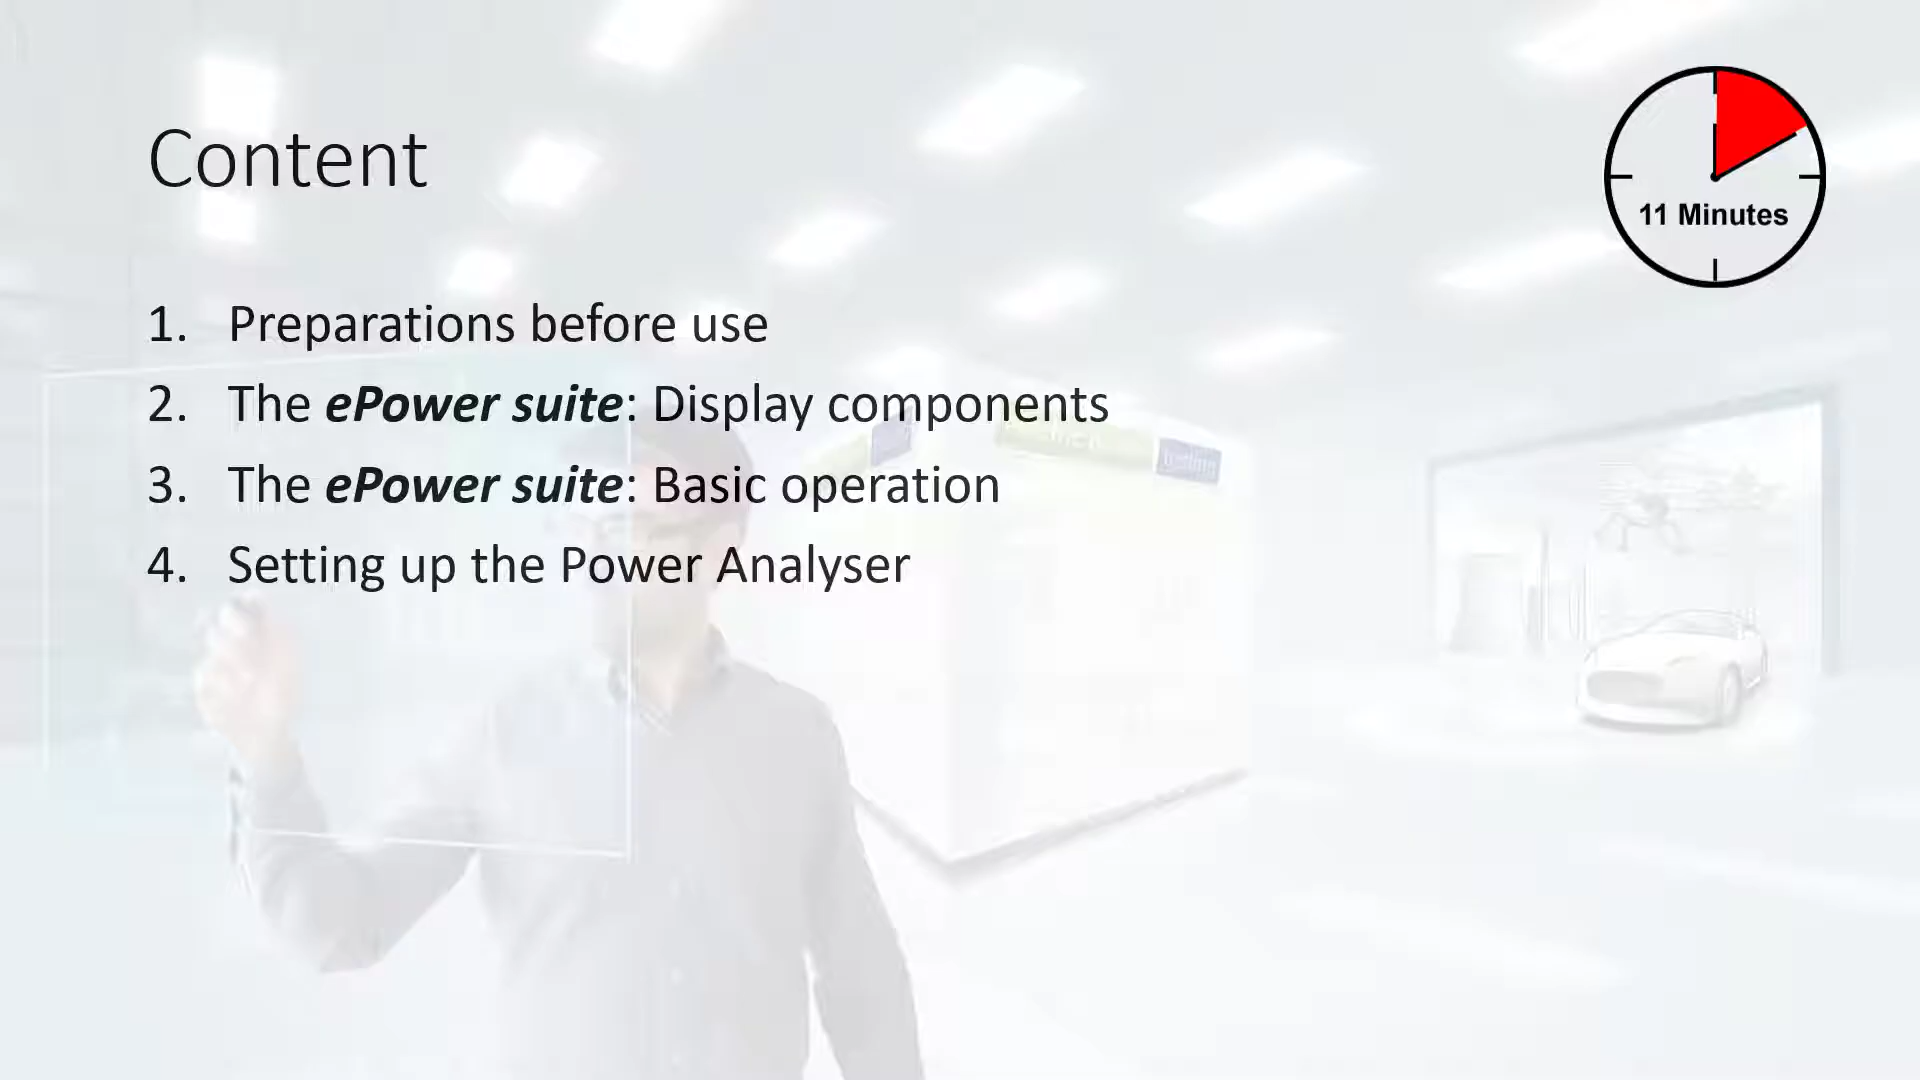 Content
11 Minutes
1. Preparations before use
2. The ePower suite: Display components
3. The ePower suite: Basic operation
4. Setting up the Power Analyser